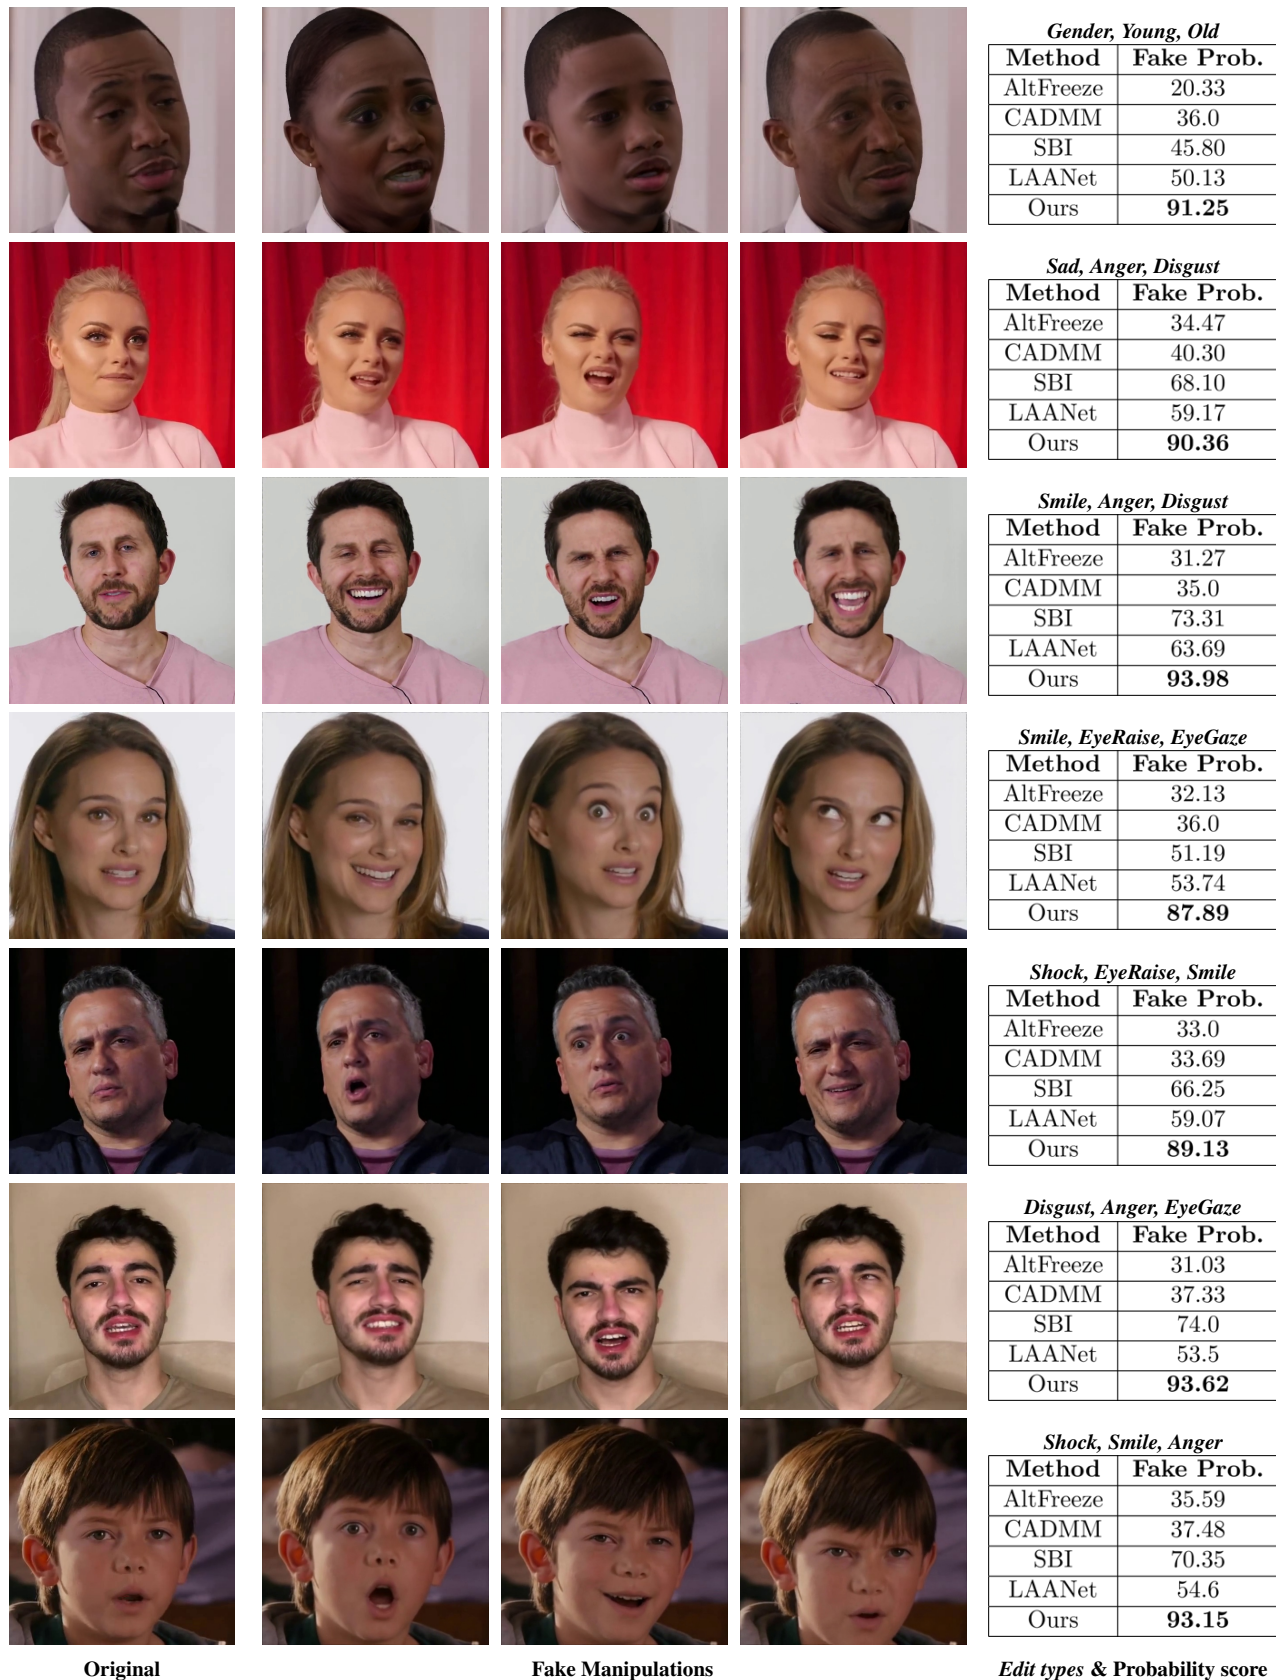 Gender, Young, Old
Method Fake Prob.
AltFreeze 20.33
CADMM 36.0
SBI 45.80
LAANet 50.13
Ours 91.25
Sad, Anger, Disgust
Method Fake Prob.
AltFreeze 34.47
CADMM 40.30
SBI 68.10
LAANet 59.17
Ours 90.36
Smile, Anger, Disgust
Method Fake Prob.
AltFreeze 31.27
CADMM 35.0
SBI 73.31
LAANet 63.69
Ours 93.98
Smile, EyeRaise, EyeGaze
Method Fake Prob.
AltFreeze 32.13
CADMM 36.0
SBI 51.19
LAANet 53.74
Ours 87.89
Shock, EyeRaise, Smile
Method Fake Prob.
AltFreeze 33.0
CADMM 33.69
SBI 66.25
LAANet 59.07
Ours 89.13
Disgust, Anger, EyeGaze
Method Fake Prob.
AltFreeze 31.03
CADMM 37.33
SBI 74.0
LAANet 53.5
Ours 93.62
Shock, Smile, Anger
Method Fake Prob.
AltFreeze 35.59
CADMM 37.48
SBI 70.35
LAANet 54.6
Ours 93.15
Original Fake Manipulations Edit types & Probability score